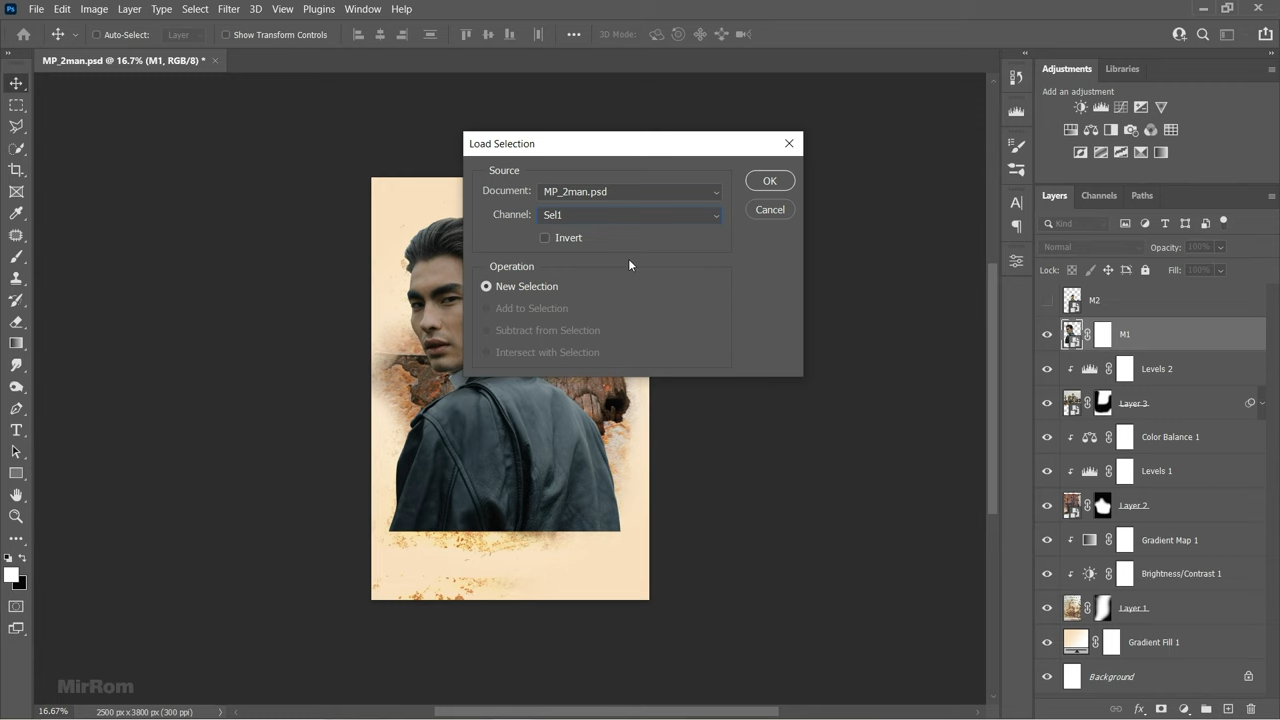 Ps File Edit Image Layer Type Select Filter 3D View Plugins Window Help
Auto-Select: Layer Show Transform Controls 3D Mode:
MP_2man.psd @ 16.7% (M1, RGB/8) *
Load Selection
Source
Document: MP_2man.psd
Channel: Sel1
Invert
OK
Cancel
Operation
New Selection
Add to Selection
Subtract from Selection
Intersect with Selection
Adjustments Libraries
Add an adjustment
Layers Channels Paths
Kind
Normal Opacity: 100%
Lock: Fill: 100%
M2
M1
Levels 2
Layer 3
Color Balance 1
Levels 1
Layer 2
Gradient Map 1
Brightness/Contrast 1
Layer 1
Gradient Fill 1
Background
MirRom
16.67% 2500 px x 3800 px (300 ppi)